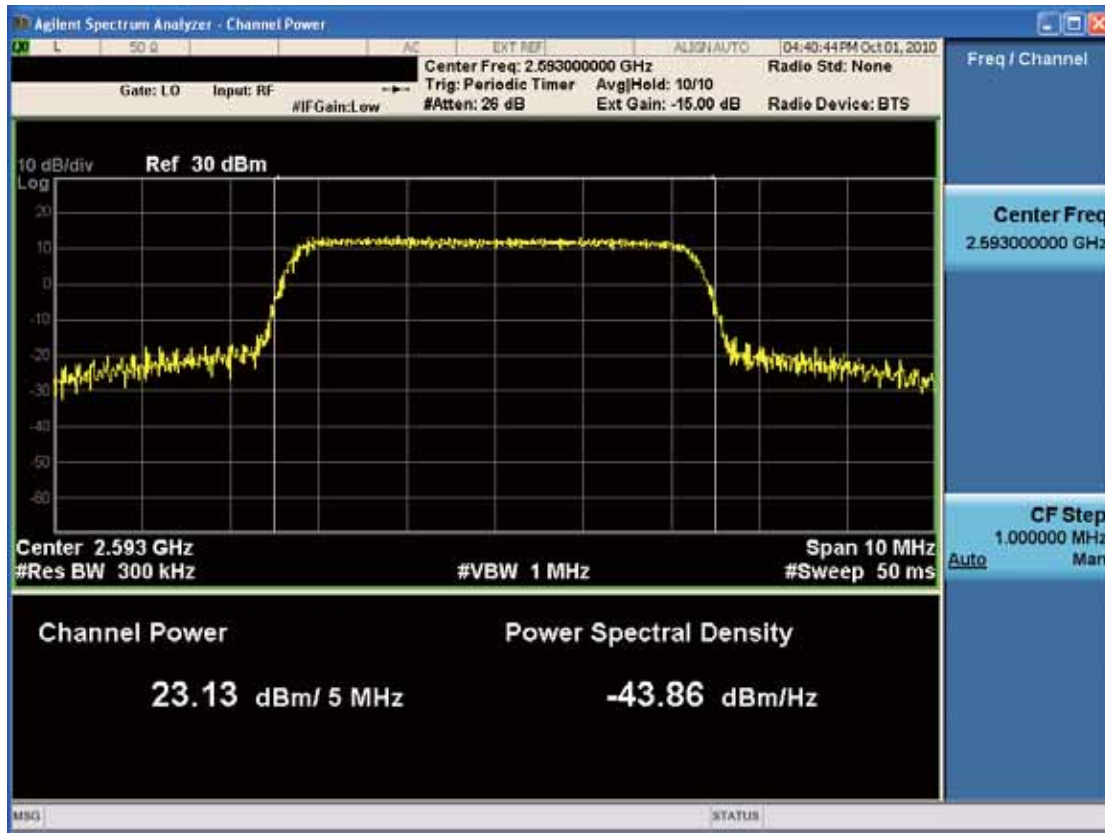 Agilent Spectrum Analyzer - Channel Power
L 50 Ω AC EXT REF ALIGN AUTO 04:40:44 PM Oct 01, 2010
Center Freq: 2.593000000 GHz Radio Std: None
Gate: LO Input: RF Trig: Periodic Timer Avg|Hold: 10/10
#IFGain:Low #Atten: 26 dB Ext Gain: -15.00 dB Radio Device: BTS
10 dB/div Ref 30 dBm
Log
20
10
0
-10
-20
-30
-40
-50
-60
Center 2.593 GHz Span 10 MHz
#Res BW 300 kHz #VBW 1 MHz #Sweep 50 ms
Channel Power Power Spectral Density
23.13 dBm/ 5 MHz -43.86 dBm/Hz
MSG STATUS
Freq / Channel
Center Freq
2.593000000 GHz
CF Step
1.000000 MHz
Auto Man